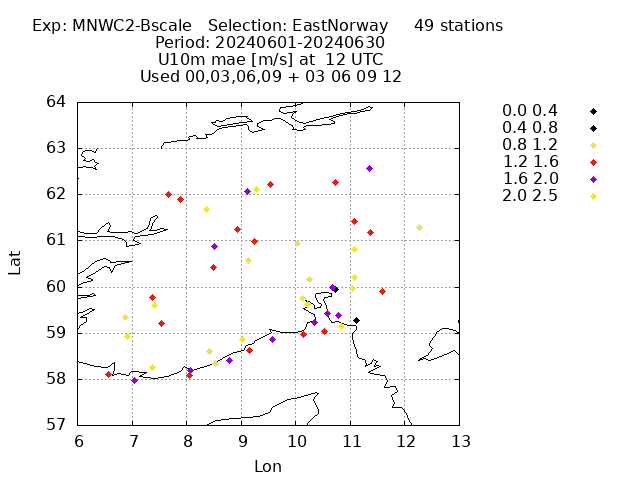 Exp: MNWC2-Bscale   Selection: EastNorway     49 stations
Period: 20240601-20240630
U10m mae [m/s] at  12 UTC
Used 00,03,06,09 + 03 06 09 12
64
63
62
61
60
59
58
57
Lat
6 7 8 9 10 11 12 13
Lon
0.0 0.4
0.4 0.8
0.8 1.2
1.2 1.6
1.6 2.0
2.0 2.5